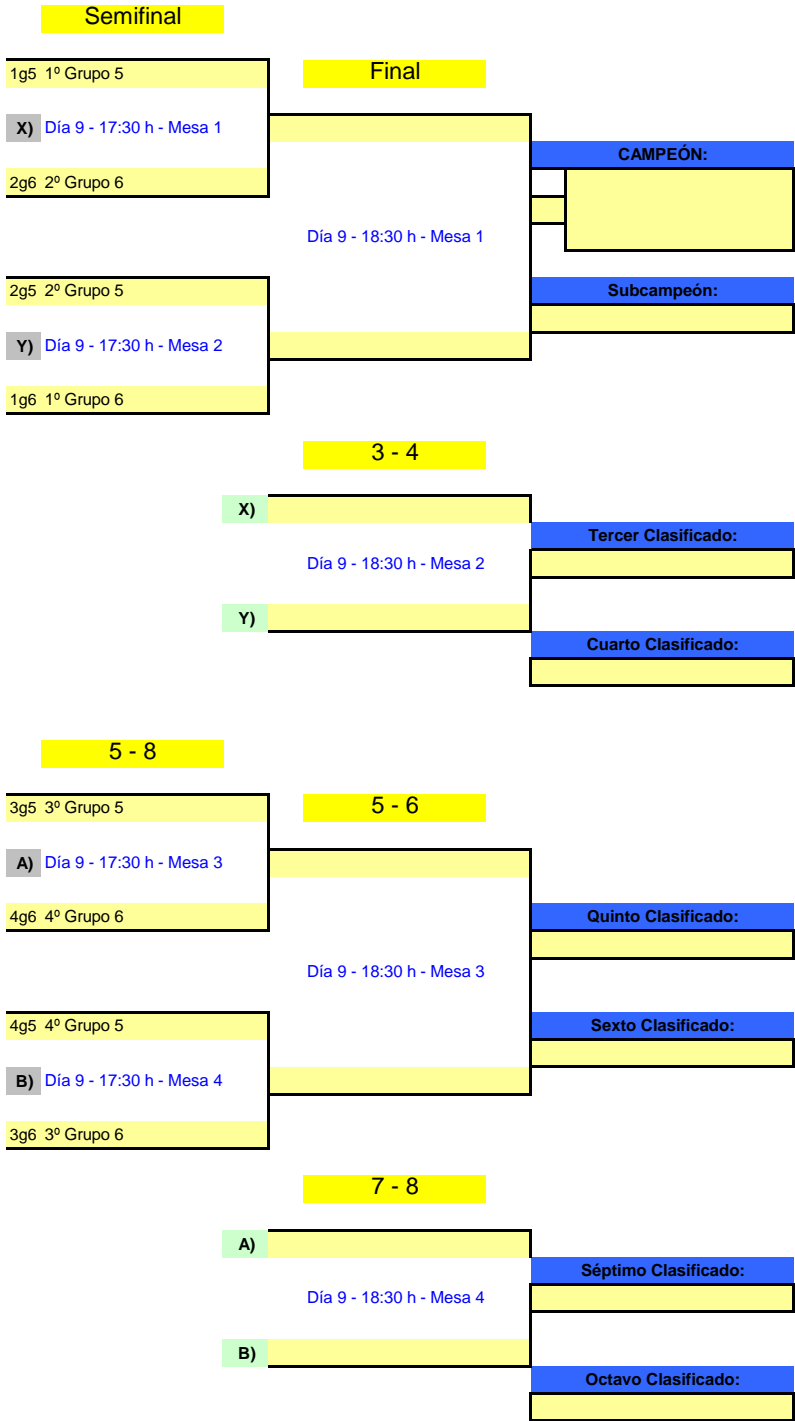 Semifinal
1g5 1º Grupo 5
Final
X) Día 9 - 17:30 h - Mesa 1
CAMPEÓN:
2g6 2º Grupo 6
Día 9 - 18:30 h - Mesa 1
2g5 2º Grupo 5
Subcampeón:
Y) Día 9 - 17:30 h - Mesa 2
1g6 1º Grupo 6
3 - 4
X)
Tercer Clasificado:
Día 9 - 18:30 h - Mesa 2
Y)
Cuarto Clasificado:
5 - 8
3g5 3º Grupo 5
5 - 6
A) Día 9 - 17:30 h - Mesa 3
4g6 4º Grupo 6
Quinto Clasificado:
Día 9 - 18:30 h - Mesa 3
4g5 4º Grupo 5
Sexto Clasificado:
B) Día 9 - 17:30 h - Mesa 4
3g6 3º Grupo 6
7 - 8
A)
Séptimo Clasificado:
Día 9 - 18:30 h - Mesa 4
B)
Octavo Clasificado: